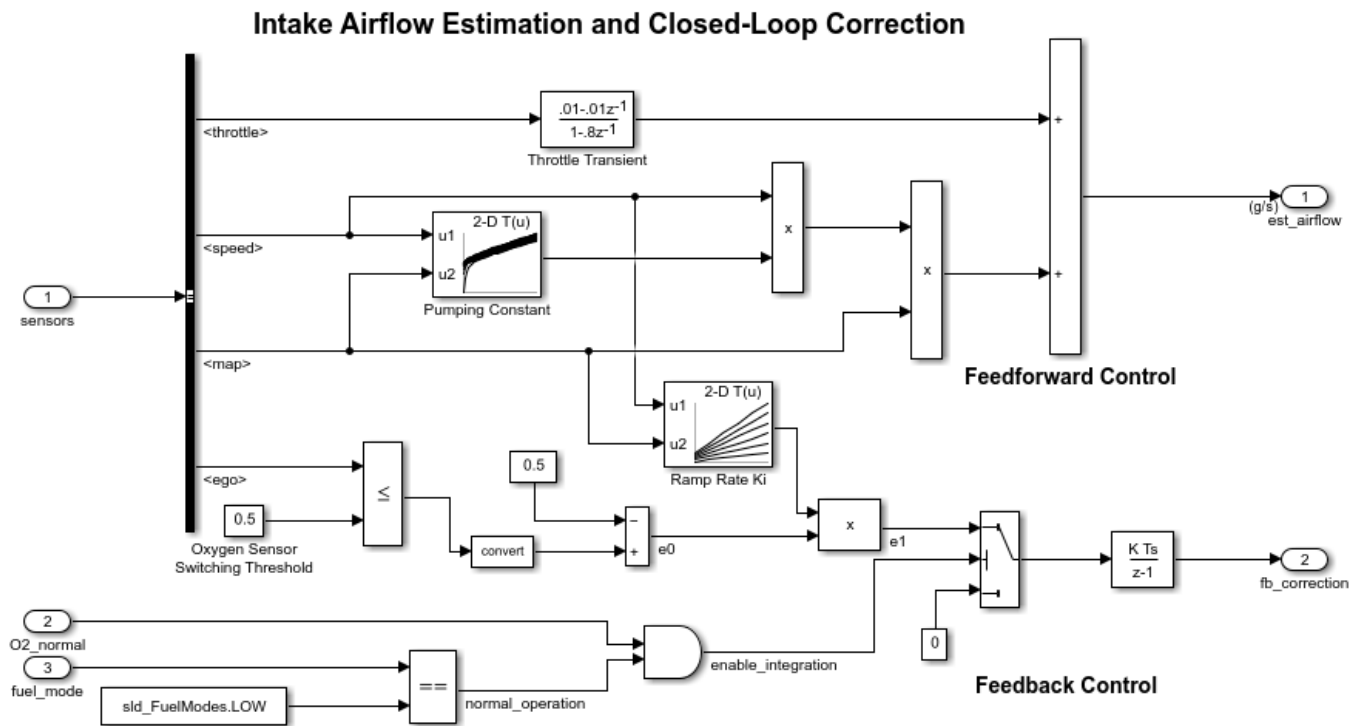 Intake Airflow Estimation and Closed-Loop Correction
<throttle>
.01-.01z-1
1-.8z-1
Throttle Transient
+
<speed>
2-D T(u)
u1
u2
Pumping Constant
x
x
+
(g/s)
1
est_airflow
1
sensors
<map>
Feedforward Control
2-D T(u)
u1
u2
Ramp Rate Ki
<ego>
≤
0.5
Oxygen Sensor
Switching Threshold
convert
0.5
−
+
e0
x
e1
0
K Ts
z-1
2
fb_correction
2
O2_normal
3
fuel_mode
sld_FuelModes.LOW
==
normal_operation
enable_integration
Feedback Control